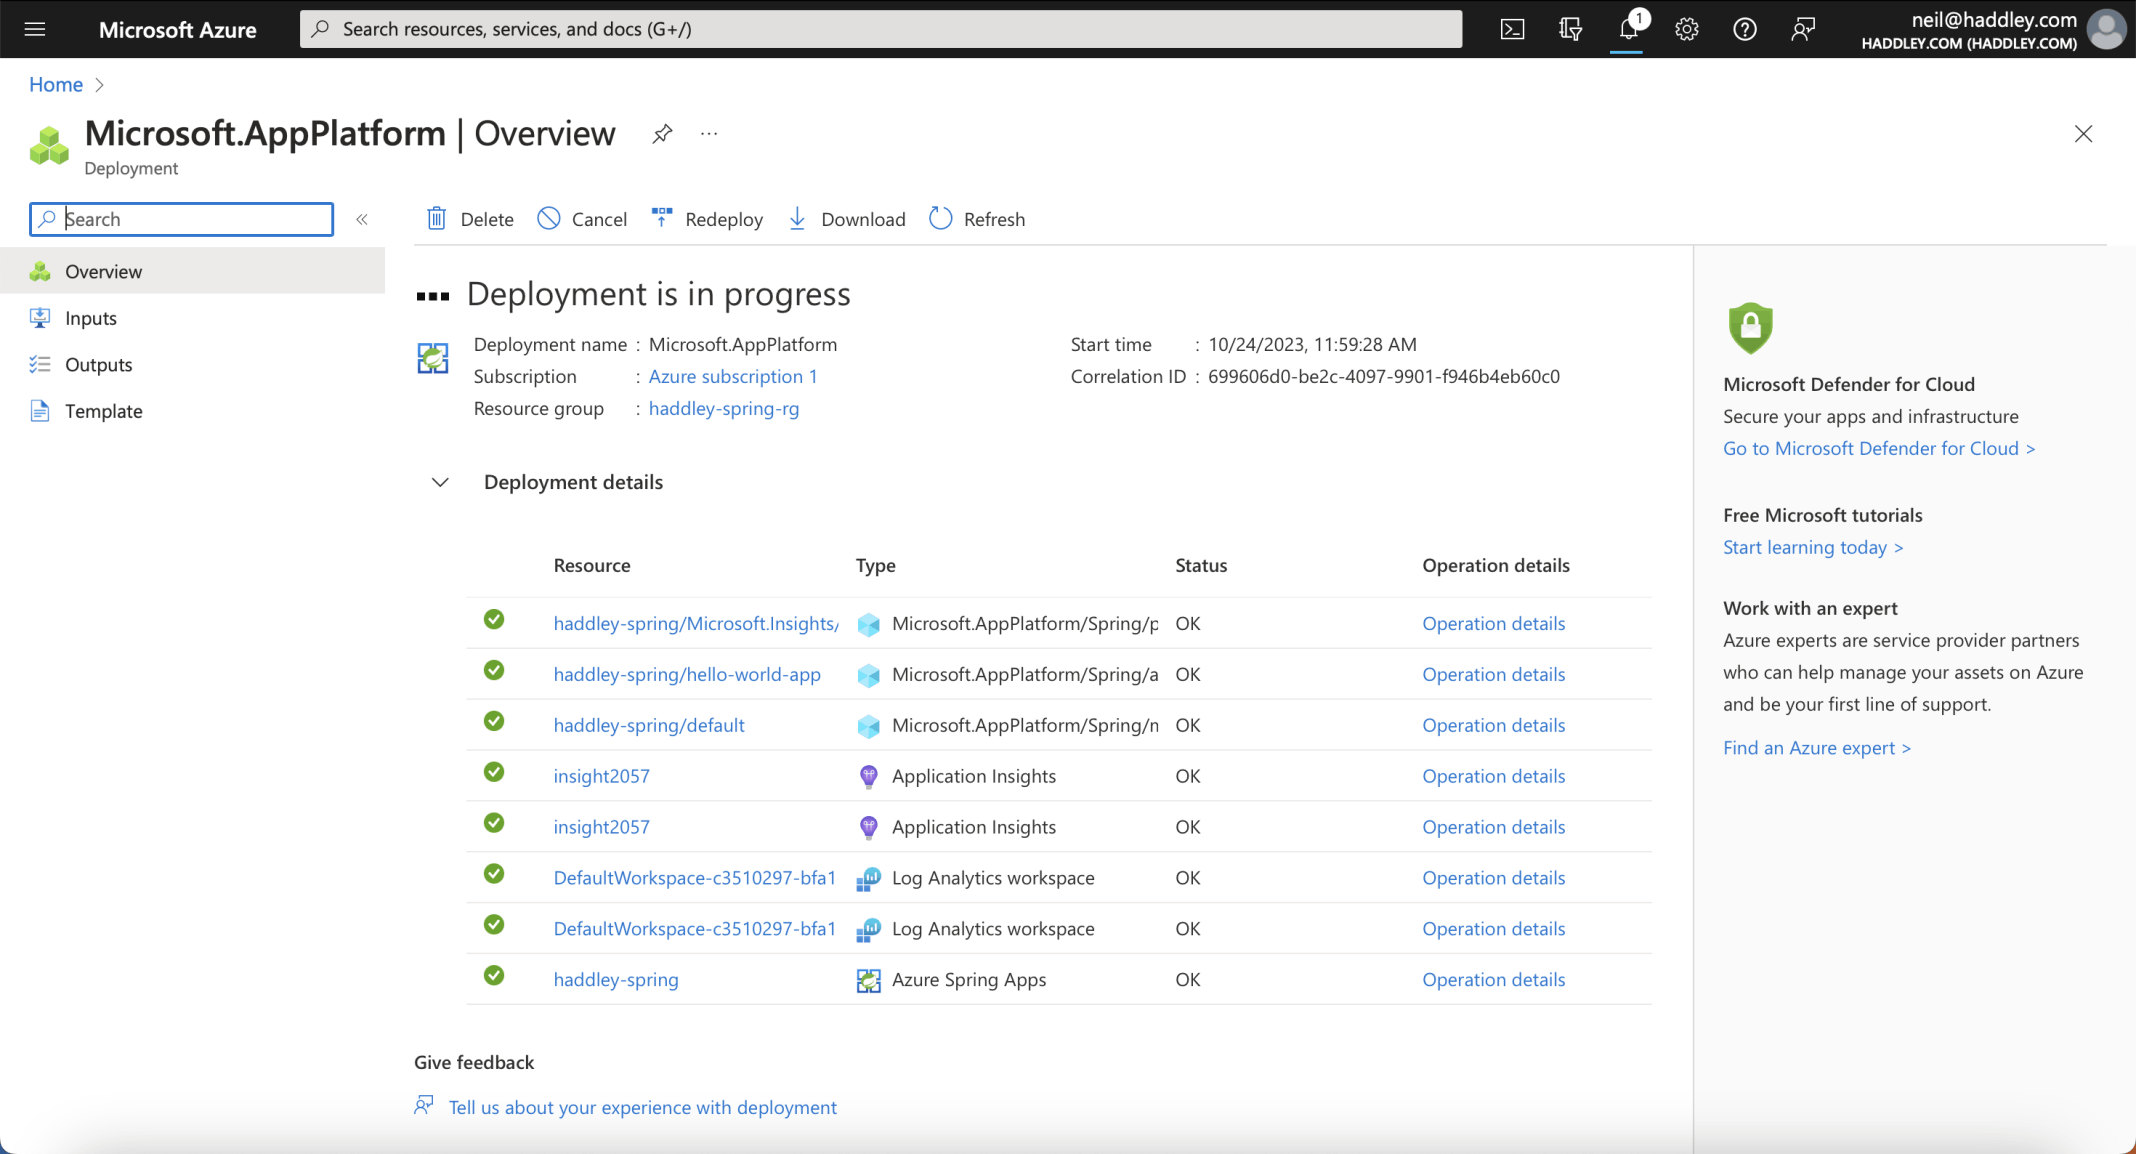 Microsoft Azure
Search resources, services, and docs (G+/)
1
neil@haddley.com
HADDLEY.COM (HADDLEY.COM)
Home
Microsoft.AppPlatform | Overview
Deployment
Search
Overview
Inputs
Outputs
Template
Delete
Cancel
Redeploy
Download
Refresh
Deployment is in progress
Deployment name : Microsoft.AppPlatform
Subscription : Azure subscription 1
Resource group : haddley-spring-rg
Start time : 10/24/2023, 11:59:28 AM
Correlation ID : 699606d0-be2c-4097-9901-f946b4eb60c0
Deployment details
Resource Type Status Operation details
haddley-spring/Microsoft.Insights/ Microsoft.AppPlatform/Spring/p OK Operation details
haddley-spring/hello-world-app Microsoft.AppPlatform/Spring/a OK Operation details
haddley-spring/default Microsoft.AppPlatform/Spring/n OK Operation details
insight2057 Application Insights OK Operation details
insight2057 Application Insights OK Operation details
DefaultWorkspace-c3510297-bfa1 Log Analytics workspace OK Operation details
DefaultWorkspace-c3510297-bfa1 Log Analytics workspace OK Operation details
haddley-spring Azure Spring Apps OK Operation details
Give feedback
Tell us about your experience with deployment
Microsoft Defender for Cloud
Secure your apps and infrastructure
Go to Microsoft Defender for Cloud >
Free Microsoft tutorials
Start learning today >
Work with an expert
Azure experts are service provider partners
who can help manage your assets on Azure
and be your first line of support.
Find an Azure expert >